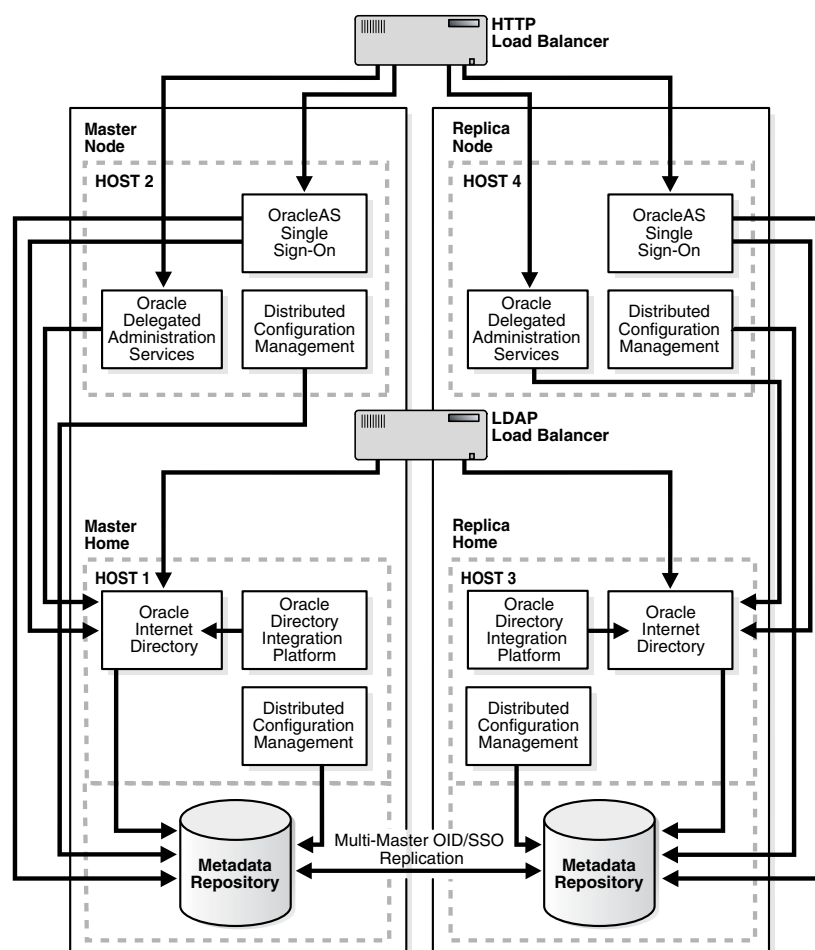 HTTP
Load Balancer
Master
Node
HOST 2
OracleAS
Single
Sign-On
Oracle
Delegated
Administration
Services
Distributed
Configuration
Management
Replica
Node
HOST 4
OracleAS
Single
Sign-On
Oracle
Delegated
Administration
Services
Distributed
Configuration
Management
LDAP
Load Balancer
Master
Home
HOST 1
Oracle
Internet
Directory
Oracle
Directory
Integration
Platform
Distributed
Configuration
Management
Metadata
Repository
Multi-Master OID/SSO
Replication
Replica
Home
HOST 3
Oracle
Directory
Integration
Platform
Oracle
Internet
Directory
Distributed
Configuration
Management
Metadata
Repository